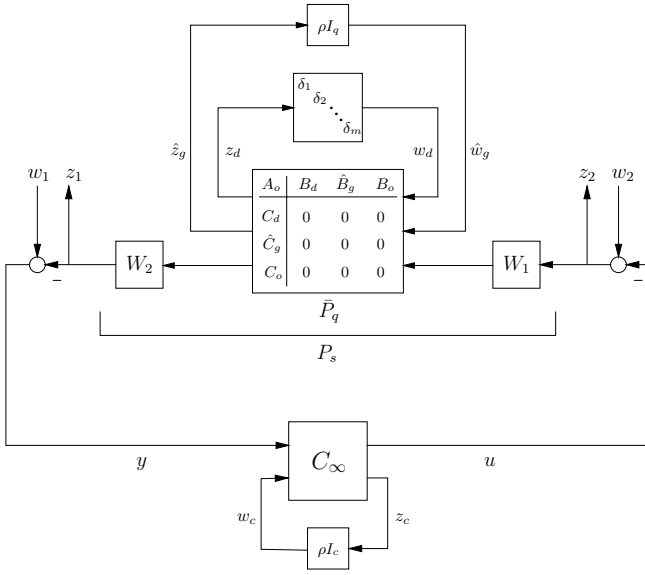 ρI_q
δ_1
δ_2
δ_m
ẑ_g z_d w_d ŵ_g
w_1 z_1 z_2 w_2
A_o B_d B̂_g B_o
C_d 0 0 0
Ĉ_g 0 0 0
C_o 0 0 0
W_2 W_1
– –
P̄_q
P_s
C_∞
y u
w_c z_c
ρI_c